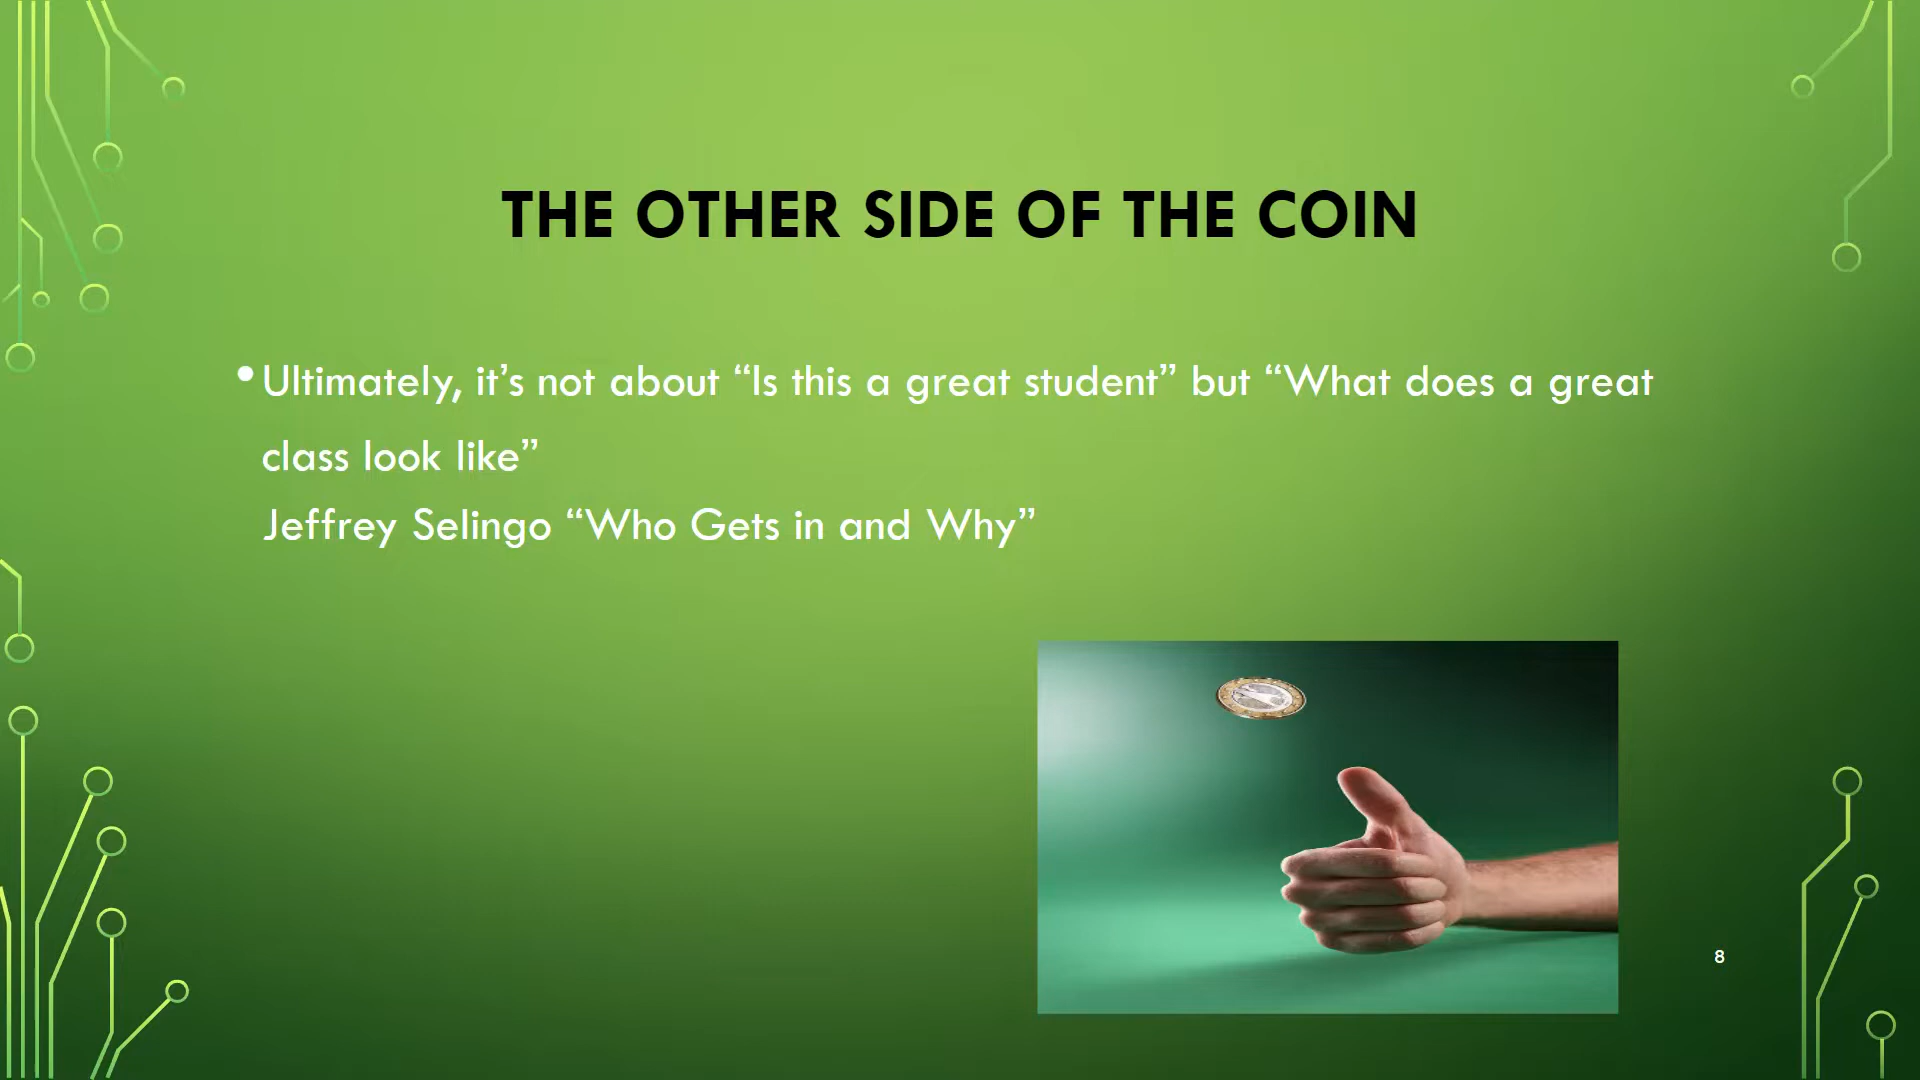 THE OTHER SIDE OF THE COIN
•Ultimately, it’s not about “Is this a great student” but “What does a great
class look like”
Jeffrey Selingo “Who Gets in and Why”
8